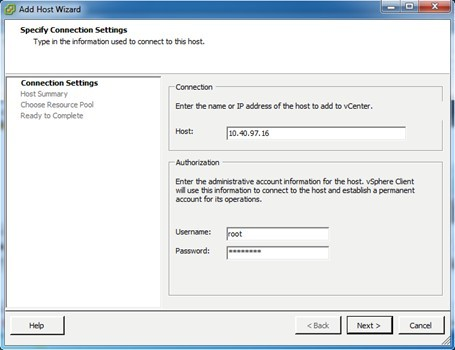 Add Host Wizard
Specify Connection Settings
Type in the information used to connect to this host.
Connection Settings
Host Summary
Choose Resource Pool
Ready to Complete
Connection
Enter the name or IP address of the host to add to vCenter.
Host:
10.40.97.16
Authorization
Enter the administrative account information for the host. vSphere Client
will use this information to connect to the host and establish a permanent
account for its operations.
Username:
root
Password:
********
Help
< Back
Next >
Cancel